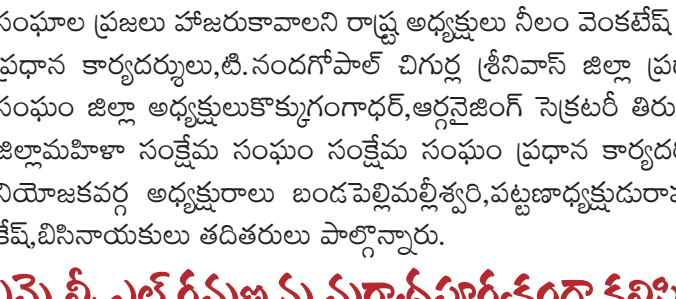 సంఘాల ప్రజలు హాజరుకావాలని రాష్ట్ర అధ్యక్షులు నీలం వెంకటేష్
ప్రధాన కార్యదర్శులు,టి.నందగోపాల్ చిగుర్ల శ్రీనివాస్ జిల్లా
సంఘం జిల్లా అధ్యక్షులుకొక్కుగంగాధర్,ఆర్గనైజింగ్ సెక్రటరీ తిరు
జిల్లామహిళా సంక్షేమ సంఘం సంక్షేమ సంఘం ప్రధాన
నియోజకవర్గ అధ్యక్షురాలు బండపెల్లిమల్లీశ్వరి,పట్టణాధ్యక్షుడురా
కేష్,బిసినాయకులు తదితరులు పాల్గొన్నారు.